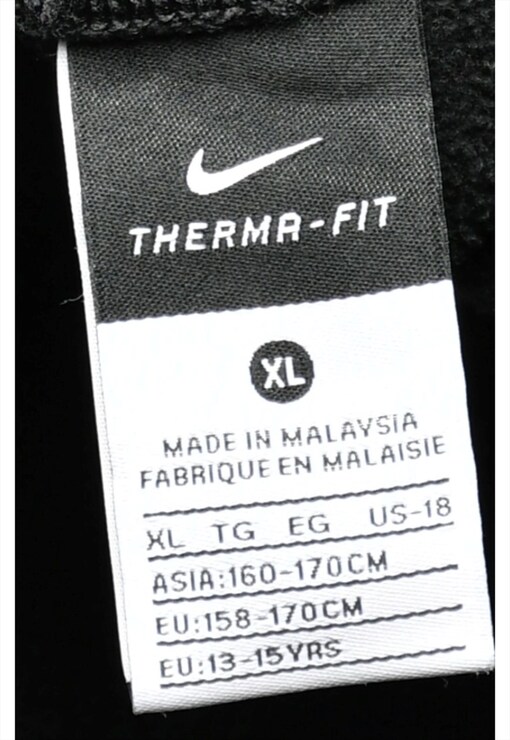 THERMA-FIT
XL
MADE IN MALAYSIA
FABRIQUE EN MALAISIE
XL TG EG US-18
ASIA:160-170CM
EU:158-170CM
EU:13-15YRS